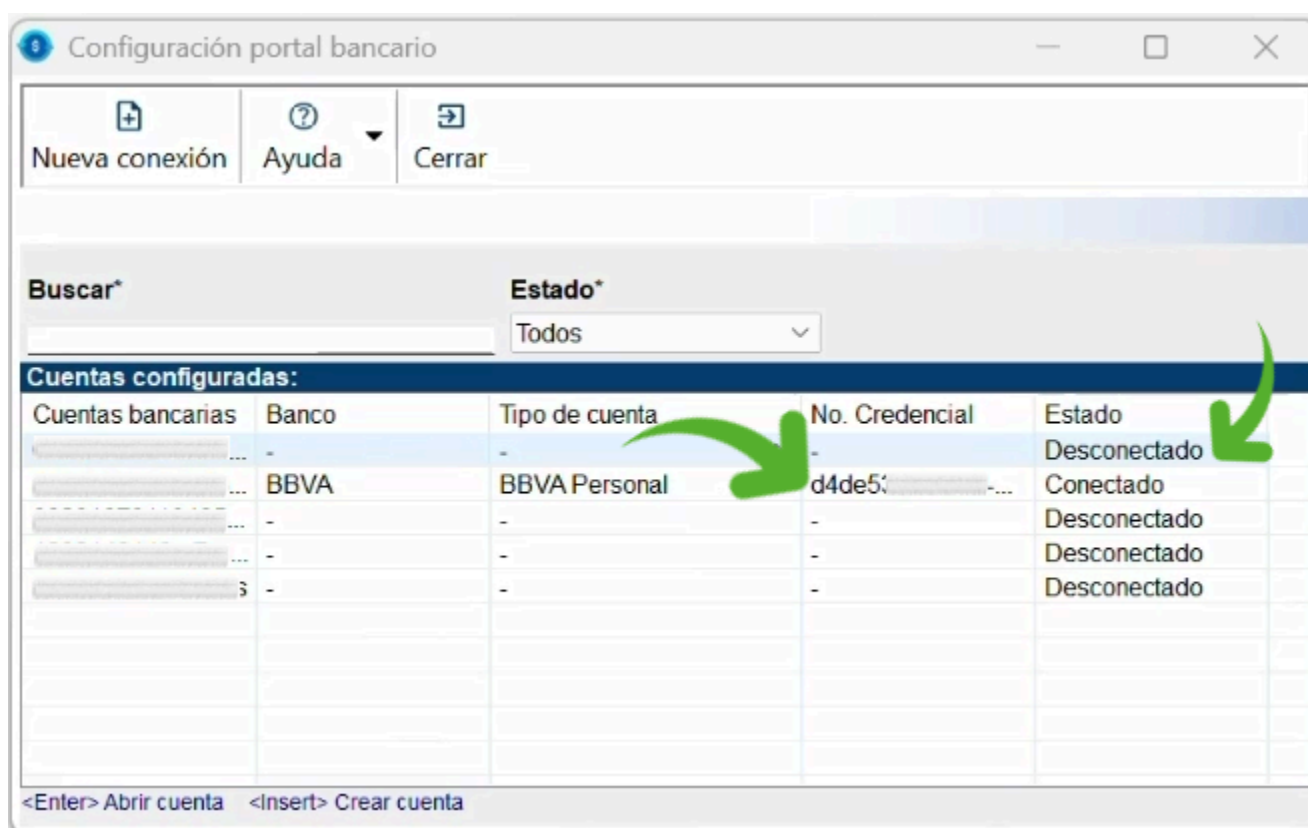 Configuración portal bancario
Nueva conexión Ayuda Cerrar
Buscar* Estado*
Todos
Cuentas configuradas:
Cuentas bancarias Banco Tipo de cuenta No. Credencial Estado
... - - - Desconectado
... BBVA BBVA Personal d4de5 -... Conectado
... - - - Desconectado
... - - - Desconectado
s - - - Desconectado
<Enter> Abrir cuenta <Insert> Crear cuenta